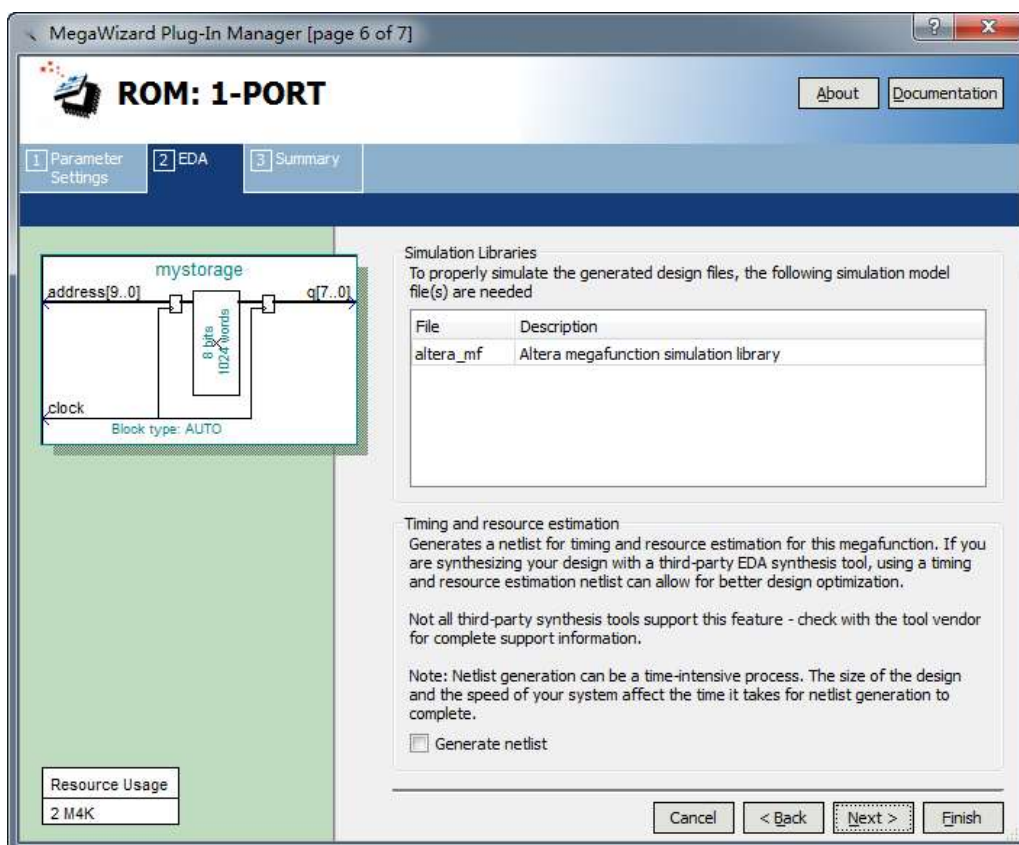 MegaWizard Plug-In Manager [page 6 of 7]
ROM: 1-PORT
About
Documentation
1 Parameter
Settings
2 EDA
3 Summary
mystorage
address[9..0]
q[7..0]
8 bits
1024 words
clock
Block type: AUTO
Simulation Libraries
To properly simulate the generated design files, the following simulation model
file(s) are needed
File Description
altera_mf Altera megafunction simulation library
Timing and resource estimation
Generates a netlist for timing and resource estimation for this megafunction. If you
are synthesizing your design with a third-party EDA synthesis tool, using a timing
and resource estimation netlist can allow for better design optimization.
Not all third-party synthesis tools support this feature - check with the tool vendor
for complete support information.
Note: Netlist generation can be a time-intensive process. The size of the design
and the speed of your system affect the time it takes for netlist generation to
complete.
Generate netlist
Resource Usage
2 M4K
Cancel
< Back
Next >
Finish